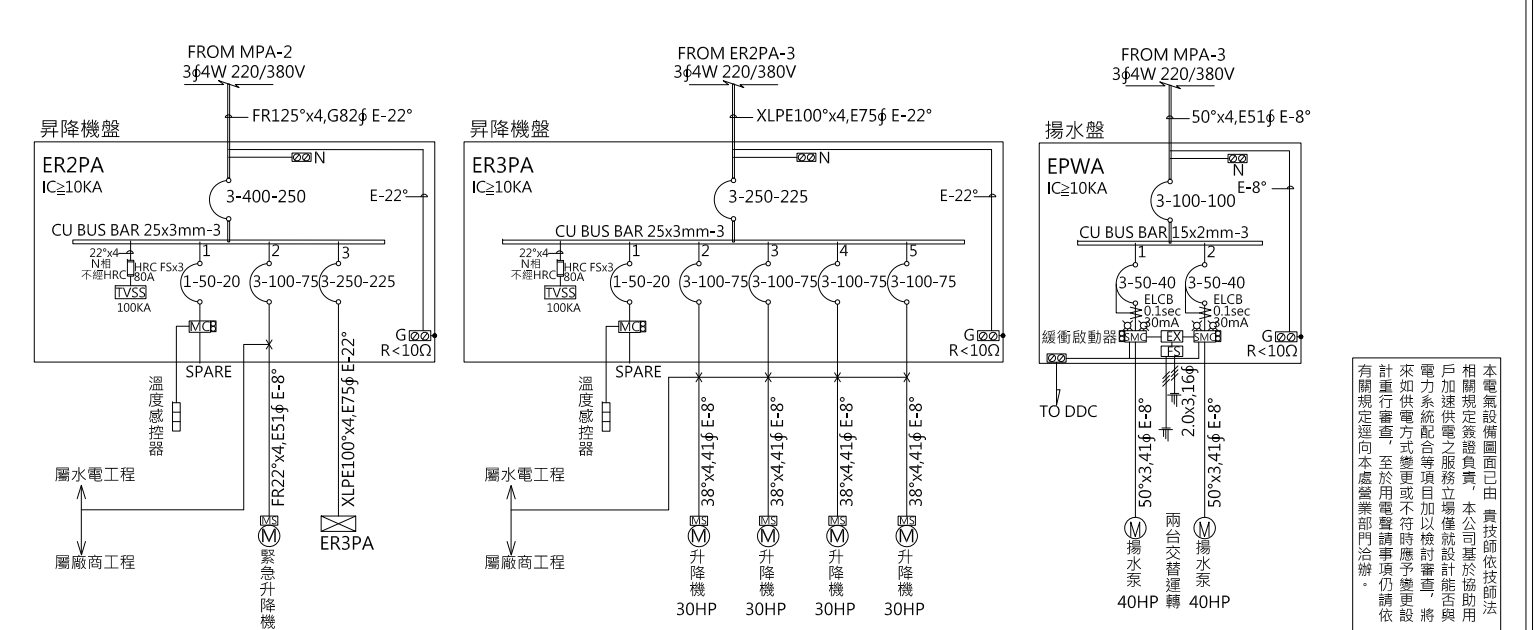 FROM MPA-2
3∮4W 220/380V
FR125°x4,G82∮ E-22°
昇降機盤
ER2PA
IC≧10KA
N
3-400-250
E-22°
CU BUS BAR 25x3mm-3
22°x4
N相
不經HRC
HRC FSx3
80A
TVSS
100KA
1
2
3
1-50-20
3-100-75
3-250-225
MCB
G
R<10Ω
SPARE
溫度感控器
屬水電工程
屬廠商工程
FR22°x4,E51∮ E-8°
XLPE100°x4,E75∮ E-22°
MS
M
緊急升降機
ER3PA
FROM ER2PA-3
3∮4W 220/380V
XLPE100°x4,E75∮ E-22°
昇降機盤
ER3PA
IC≧10KA
N
3-250-225
E-22°
CU BUS BAR 25x3mm-3
22°x4
N相
不經HRC
HRC FSx3
80A
TVSS
100KA
1
2
3
4
5
1-50-20
3-100-75
3-100-75
3-100-75
3-100-75
MCB
G
R<10Ω
SPARE
溫度感控器
屬水電工程
屬廠商工程
38°x4,41∮ E-8°
38°x4,41∮ E-8°
38°x4,41∮ E-8°
38°x4,41∮ E-8°
MS
MS
MS
MS
M
M
M
M
升降機
升降機
升降機
升降機
30HP
30HP
30HP
30HP
FROM MPA-3
3∮4W 220/380V
50°x4,E51∮ E-8°
揚水盤
EPWA
IC≧10KA
N
E-8°
3-100-100
CU BUS BAR 15x2mm-3
1
2
3-50-40
3-50-40
ELCB
0.1sec
30mA
ELCB
0.1sec
30mA
緩衝啟動器
SMC
EX
SMC
FS
G
R<10Ω
TO DDC
50°x3,41∮ E-8°
2.0x3,16∮
50°x3,41∮ E-8°
M
M
揚水泵
兩台交替運轉
揚水泵
40HP
40HP
本電氣設備圖面已由 貴技師依技師法
相關規定簽證負責，本公司基於協助用
戶加速供電之服務立場僅就設計能否與
電力系統配合等項目加以檢討審查，將
來如供電方式變更或不符時應予變更設
計重行審查，至於用電聲請事項仍請依
有關規定逕向本處營業部門洽辦。